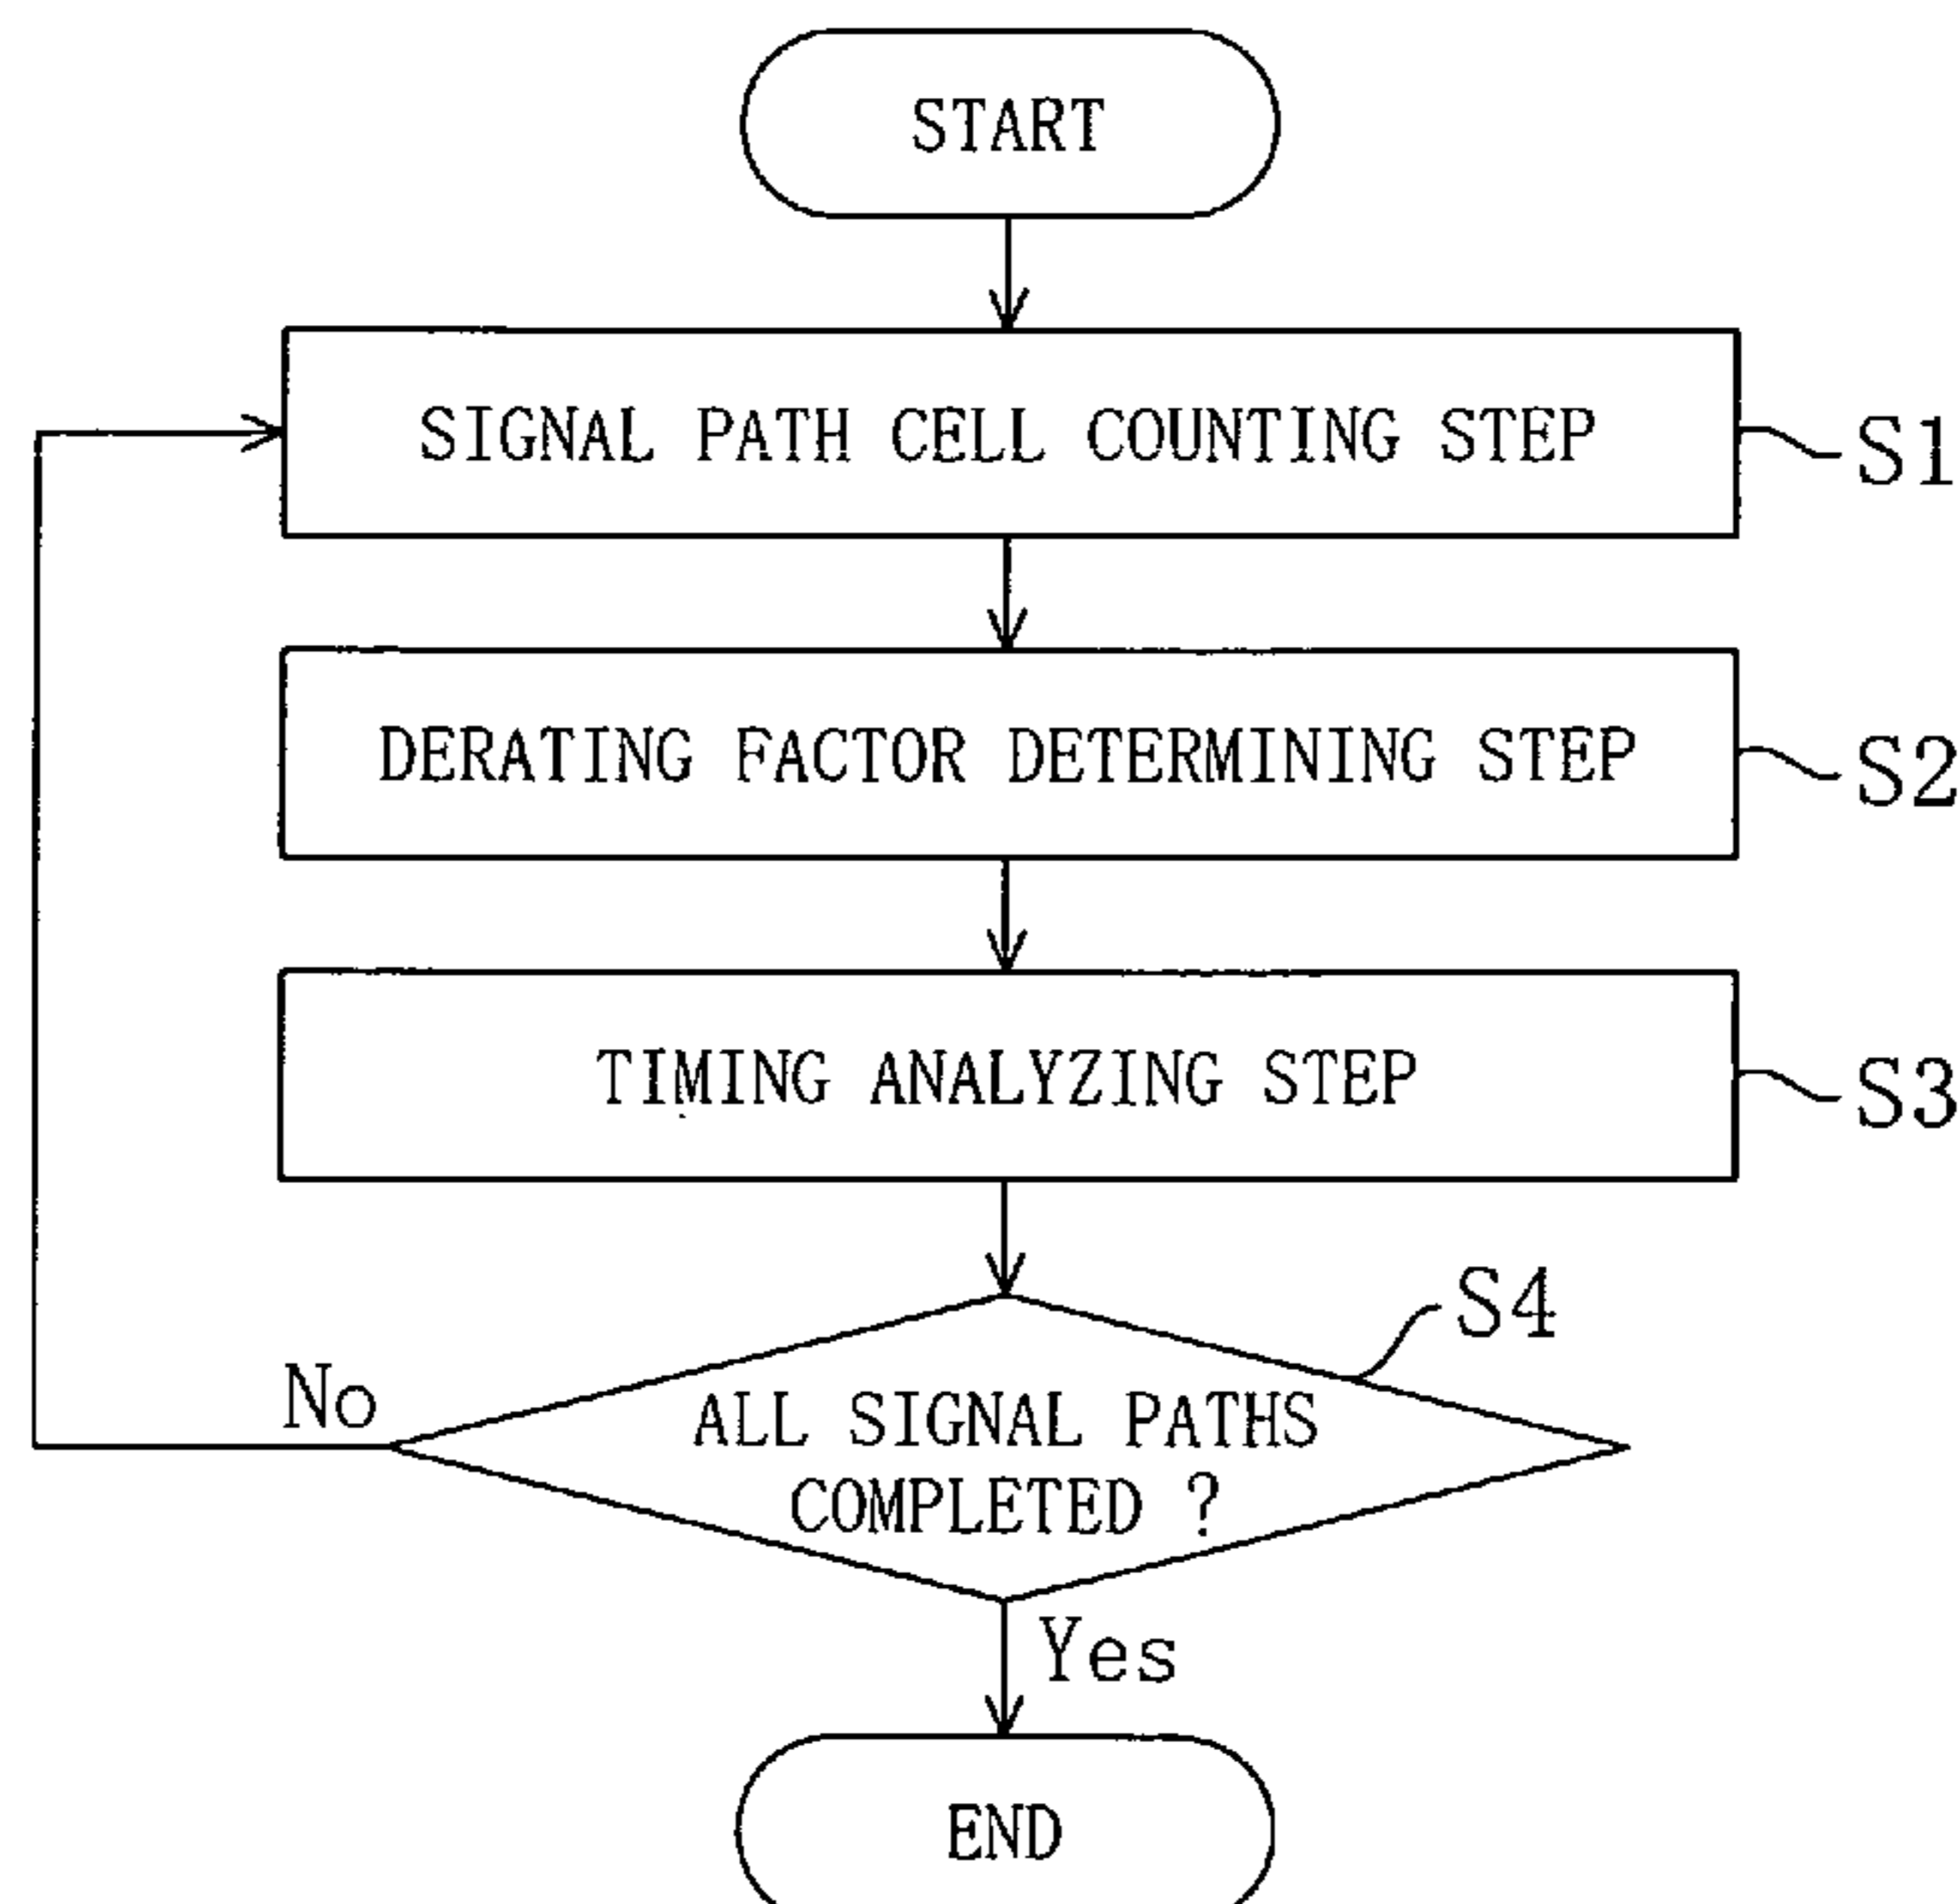 START
SIGNAL PATH CELL COUNTING STEP
S1
DERATING FACTOR DETERMINING STEP
S2
TIMING ANALYZING STEP
S3
S4
No
ALL SIGNAL PATHS
COMPLETED ?
Yes
END